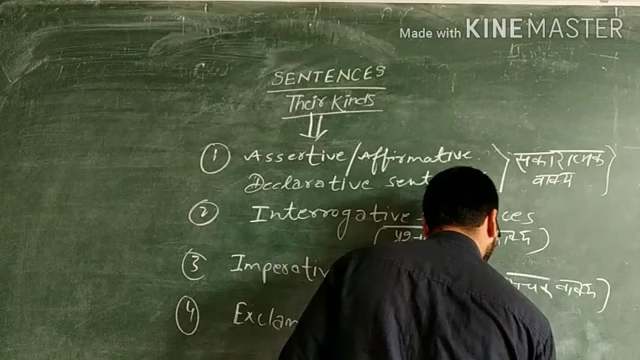 Made with KINEMASTER
SENTENCES
Their Kinds
① Assertive/Affirmative
Declarative sent
सकारात्मक
वाक्य
② Interrogative
③ Imperativ
④ Exclam
वाक्य